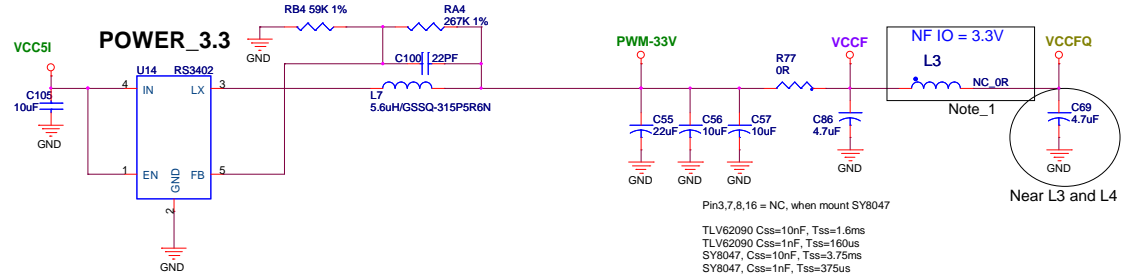 RB4 59K 1%
RA4
267K 1%
GND
POWER_3.3
VCC5I
C100
22PF
U14
RS3402
C105
10uF
GND
4
IN
LX
3
1
EN
GND
FB
5
2
GND
L7
5.6uH/GSSQ-315P5R6N
PWM-33V
R77
0R
VCCF
NF IO = 3.3V
L3
NC_0R
Note_1
VCCFQ
C55
22uF
C56
10uF
C57
10uF
C86
4.7uF
C69
4.7uF
GND
GND
GND
GND
GND
Near L3 and L4
Pin3,7,8,16 = NC, when mount SY8047
TLV62090 Css=10nF, Tss=1.6ms
TLV62090 Css=1nF, Tss=160us
SY8047, Css=10nF, Tss=3.75ms
SY8047, Css=1nF, Tss=375us